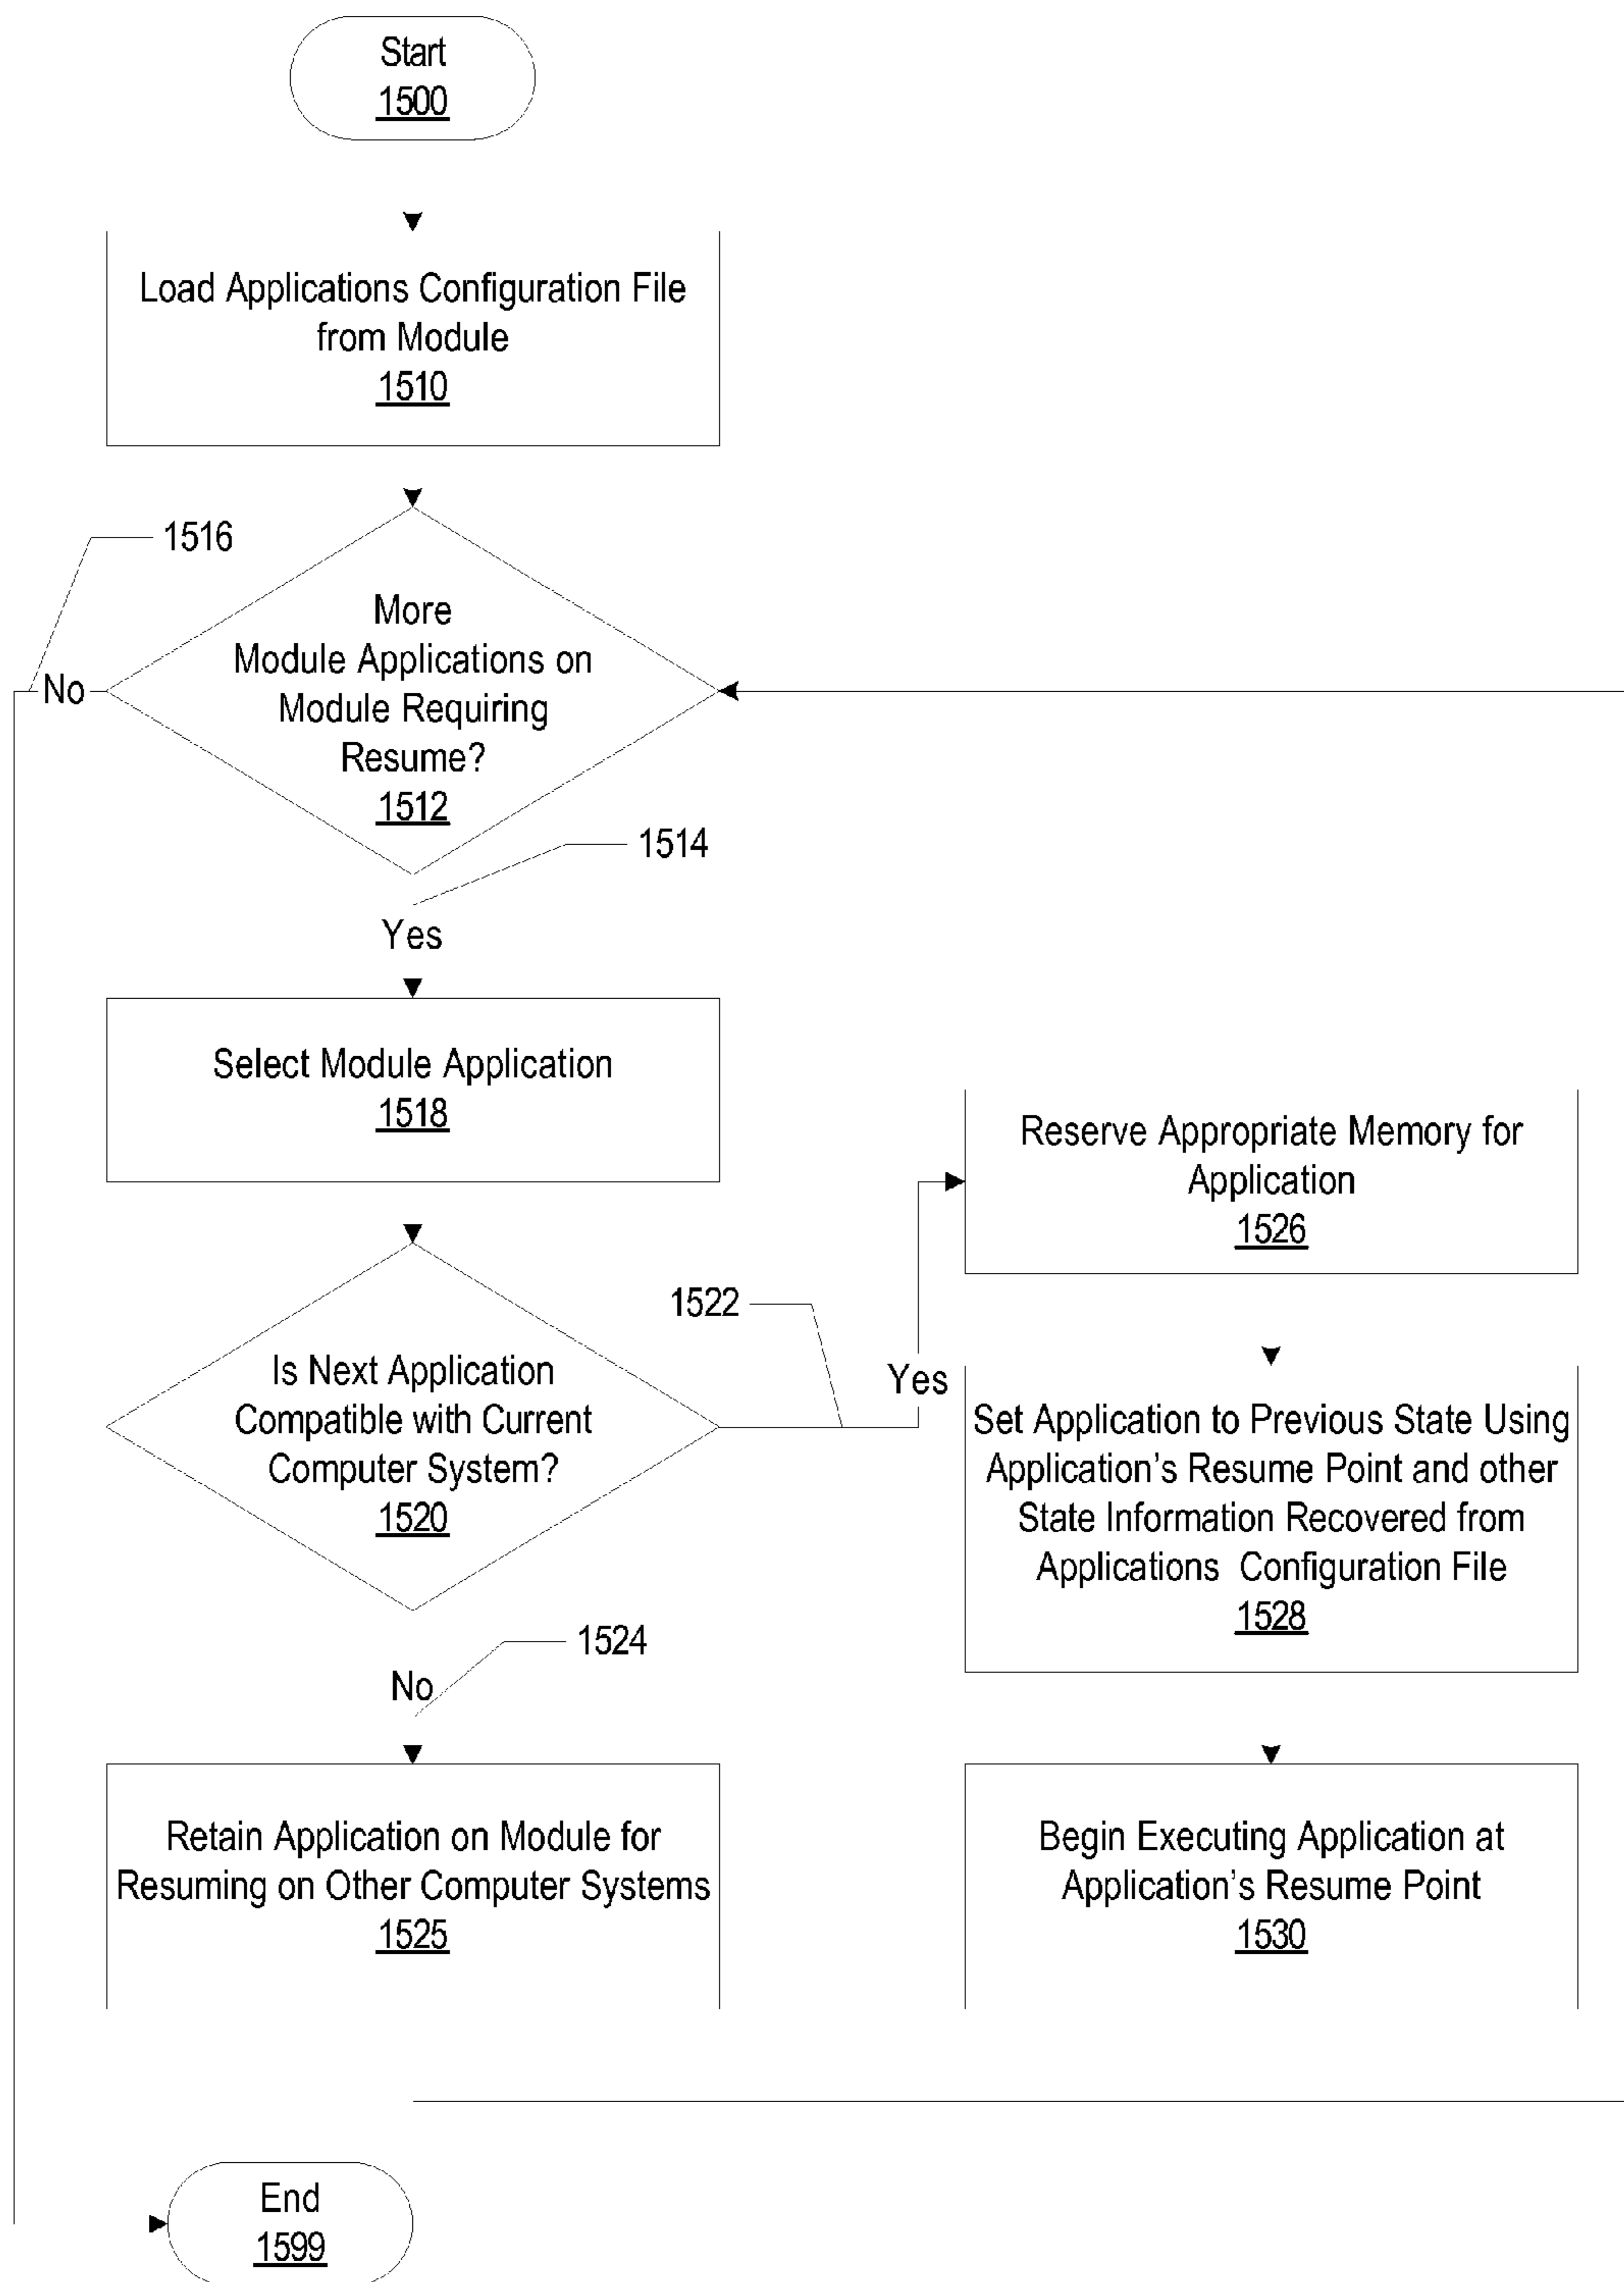 Start
1500
Load Applications Configuration File
from Module
1510
1516
More
Module Applications on
Module Requiring
Resume?
1512
No
1514
Yes
Select Module Application
1518
Reserve Appropriate Memory for
Application
1526
1522
Yes
Is Next Application
Compatible with Current
Computer System?
1520
Set Application to Previous State Using
Application's Resume Point and other
State Information Recovered from
Applications Configuration File
1528
1524
No
Retain Application on Module for
Resuming on Other Computer Systems
1525
Begin Executing Application at
Application's Resume Point
1530
End
1599